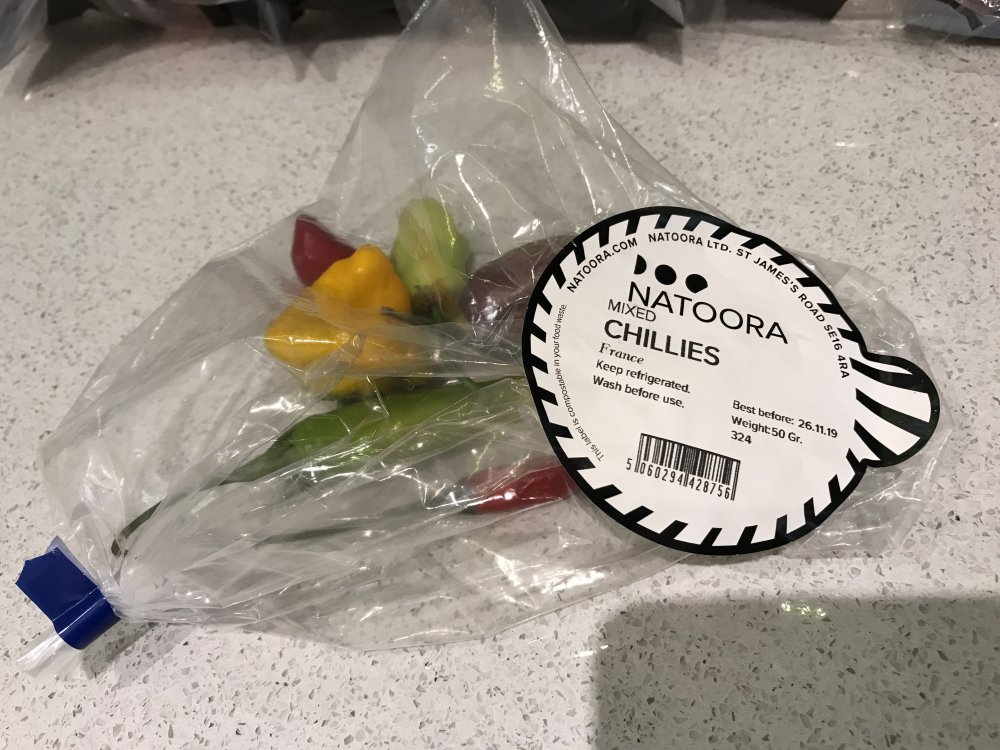 NATOORA.COM NATOORA LTD. ST JAMES'S ROAD SE16 4RA
NATOORA
MIXED
CHILLIES
France
Keep refrigerated.
Wash before use.
Best before: 26.11.19
Weight:50 Gr.
324
5 060294 428756
This label is compostable in your food waste.